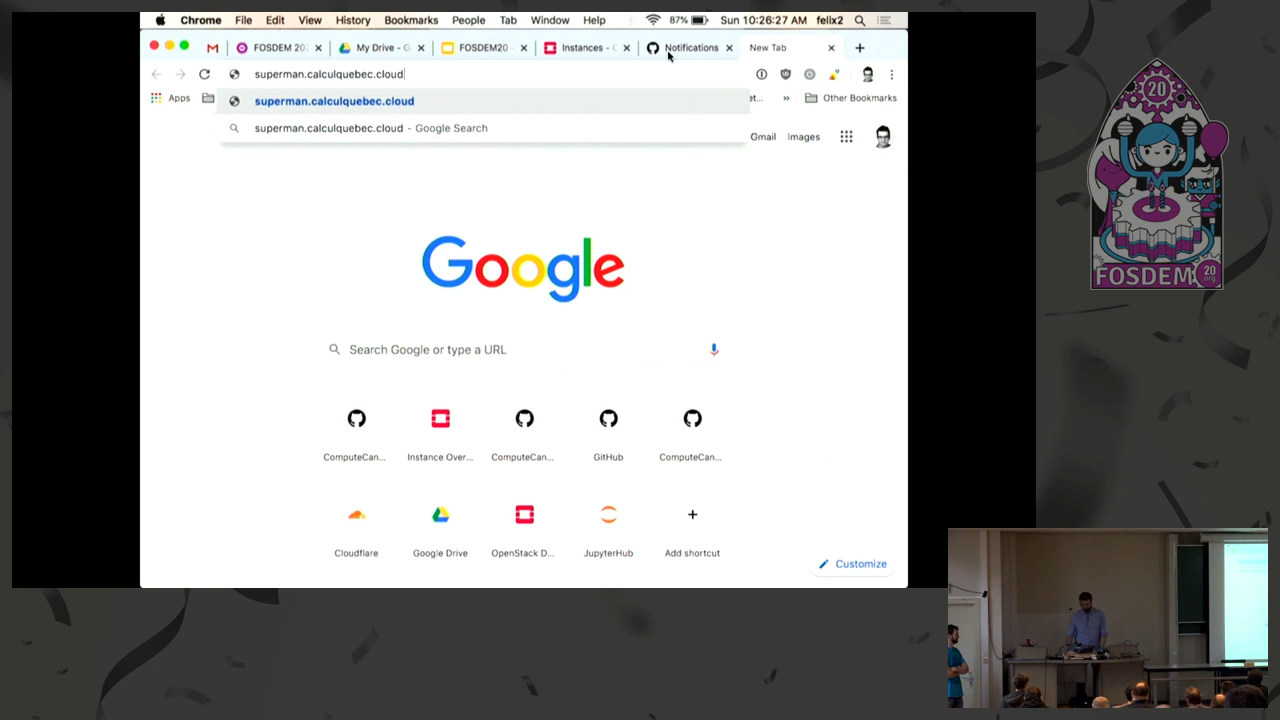 Chrome File Edit View History Bookmarks People Tab Window Help 87% Sun 10:26:27 AM felix2
FOSDEM 202 My Drive - G FOSDEM20 - Instances - Notifications New Tab
superman.calculquebec.cloud
Apps et... » Other Bookmarks
superman.calculquebec.cloud
superman.calculquebec.cloud - Google Search
Gmail Images
Google
Search Google or type a URL
ComputeCan... Instance Over... ComputeCan... GitHub ComputeCan...
Cloudflare Google Drive OpenStack D... JupyterHub Add shortcut
Customize
20
FOSDEM 20 .org